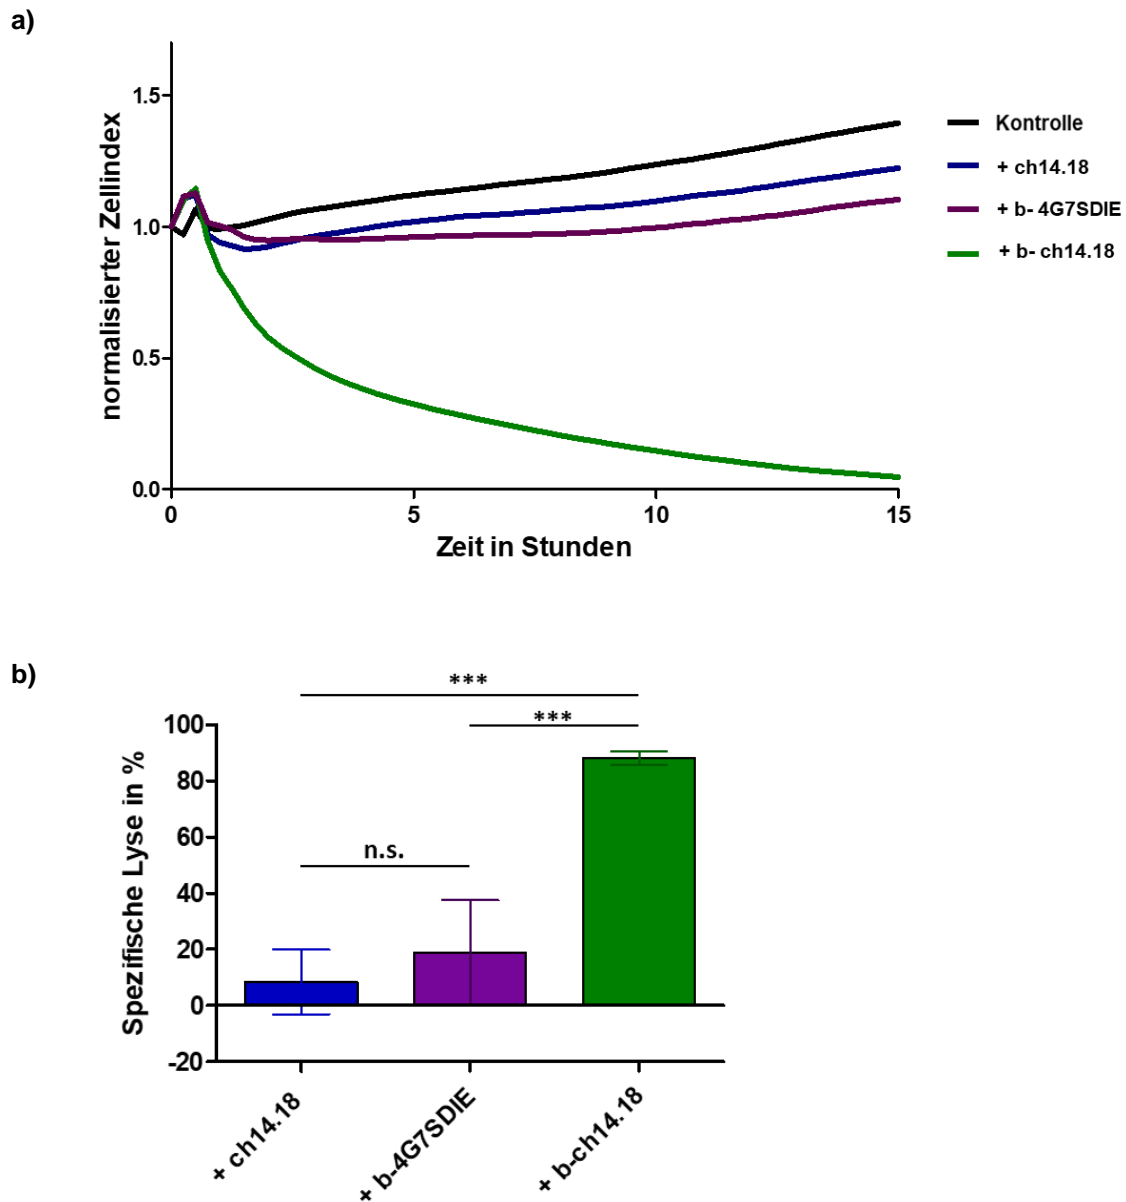 a)
normalisierter Zellindex
1.5
1.0
0.5
0.0
0
5
10
15
Zeit in Stunden
Kontrolle
+ ch14.18
+ b- 4G7SDIE
+ b- ch14.18
b)
***
***
n.s.
Spezifische Lyse in %
100
80
60
40
20
0
-20
+ ch14.18
+ b-4G7SDIE
+ b-ch14.18